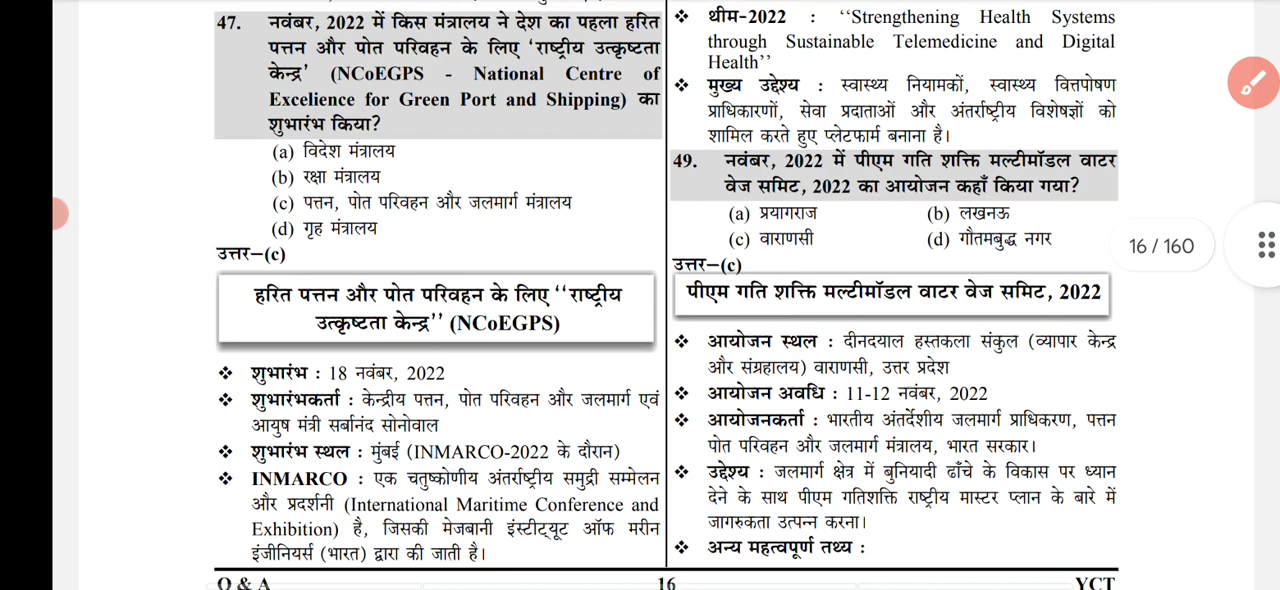 47. नवंबर, 2022 में किस मंत्रालय ने देश का पहला हरित
पत्तन और पोत परिवहन के लिए ‘राष्ट्रीय उत्कृष्टता
केन्द्र’ (NCoEGPS - National Centre of
Excelience for Green Port and Shipping) का
शुभारंभ किया?
(a) विदेश मंत्रालय
(b) रक्षा मंत्रालय
(c) पत्तन, पोत परिवहन और जलमार्ग मंत्रालय
(d) गृह मंत्रालय
उत्तर–(c)
हरित पत्तन और पोत परिवहन के लिए ‘‘राष्ट्रीय
उत्कृष्टता केन्द्र’’ (NCoEGPS)
❖ शुभारंभ : 18 नवंबर, 2022
❖ शुभारंभकर्ता : केन्द्रीय पत्तन, पोत परिवहन और जलमार्ग एवं
आयुष मंत्री सर्बानंद सोनोवाल
❖ शुभारंभ स्थल : मुंबई (INMARCO-2022 के दौरान)
❖ INMARCO : एक चतुष्कोणीय अंतर्राष्ट्रीय समुद्री सम्मेलन
और प्रदर्शनी (International Maritime Conference and
Exhibition) है, जिसकी मेजबानी इंस्टीट्यूट ऑफ मरीन
इंजीनियर्स (भारत) द्वारा की जाती है।
❖ थीम-2022 : ‘‘Strengthening Health Systems
through Sustainable Telemedicine and Digital
Health’’
❖ मुख्य उद्देश्य : स्वास्थ्य नियामकों, स्वास्थ्य वित्तपोषण
प्राधिकारणों, सेवा प्रदाताओं और अंतर्राष्ट्रीय विशेषज्ञों को
शामिल करते हुए प्लेटफार्म बनाना है।
49. नवंबर, 2022 में पीएम गति शक्ति मल्टीमॉडल वाटर
वेज समिट, 2022 का आयोजन कहाँ किया गया?
(a) प्रयागराज (b) लखनऊ
(c) वाराणसी (d) गौतमबुद्ध नगर
उत्तर–(c)
पीएम गति शक्ति मल्टीमॉडल वाटर वेज समिट, 2022
❖ आयोजन स्थल : दीनदयाल हस्तकला संकुल (व्यापार केन्द्र
और संग्रहालय) वाराणसी, उत्तर प्रदेश
❖ आयोजन अवधि : 11-12 नवंबर, 2022
❖ आयोजनकर्ता : भारतीय अंतर्देशीय जलमार्ग प्राधिकरण, पत्तन
पोत परिवहन और जलमार्ग मंत्रालय, भारत सरकार।
❖ उद्देश्य : जलमार्ग क्षेत्र में बुनियादी ढाँचे के विकास पर ध्यान
देने के साथ पीएम गतिशक्ति राष्ट्रीय मास्टर प्लान के बारे में
जागरुकता उत्पन्न करना।
❖ अन्य महत्वपूर्ण तथ्य :
16 / 160
Q & A 16 YCT